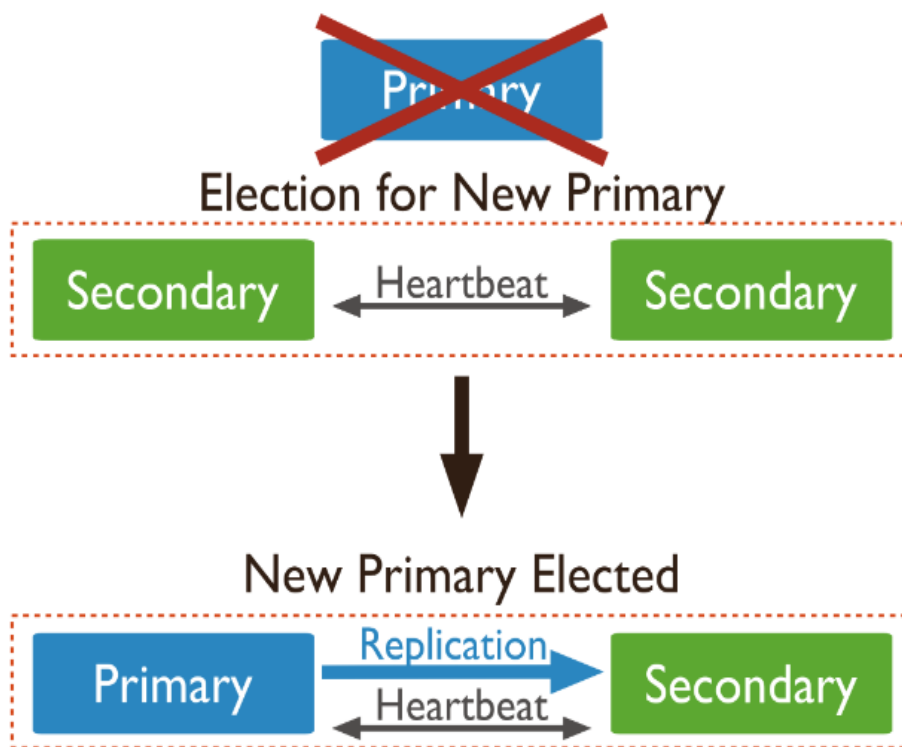 Primary
Election for New Primary
Secondary Heartbeat Secondary
New Primary Elected
Replication
Primary Secondary
Heartbeat